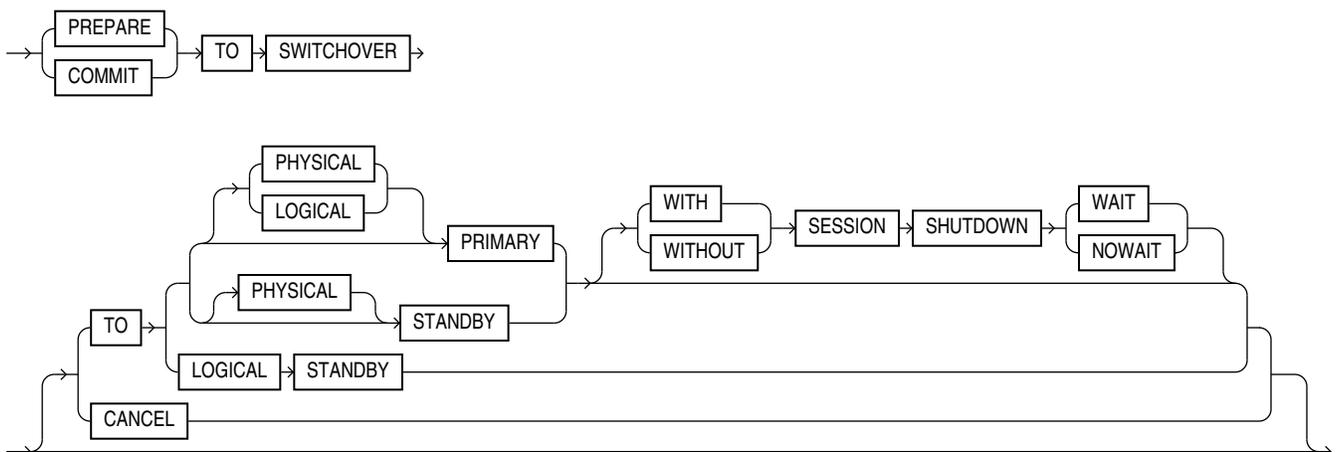 PREPARE
COMMIT
TO SWITCHOVER
PHYSICAL
LOGICAL
PRIMARY
WITH
WITHOUT
SESSION SHUTDOWN
WAIT
NOWAIT
PHYSICAL
STANDBY
TO
LOGICAL STANDBY
CANCEL